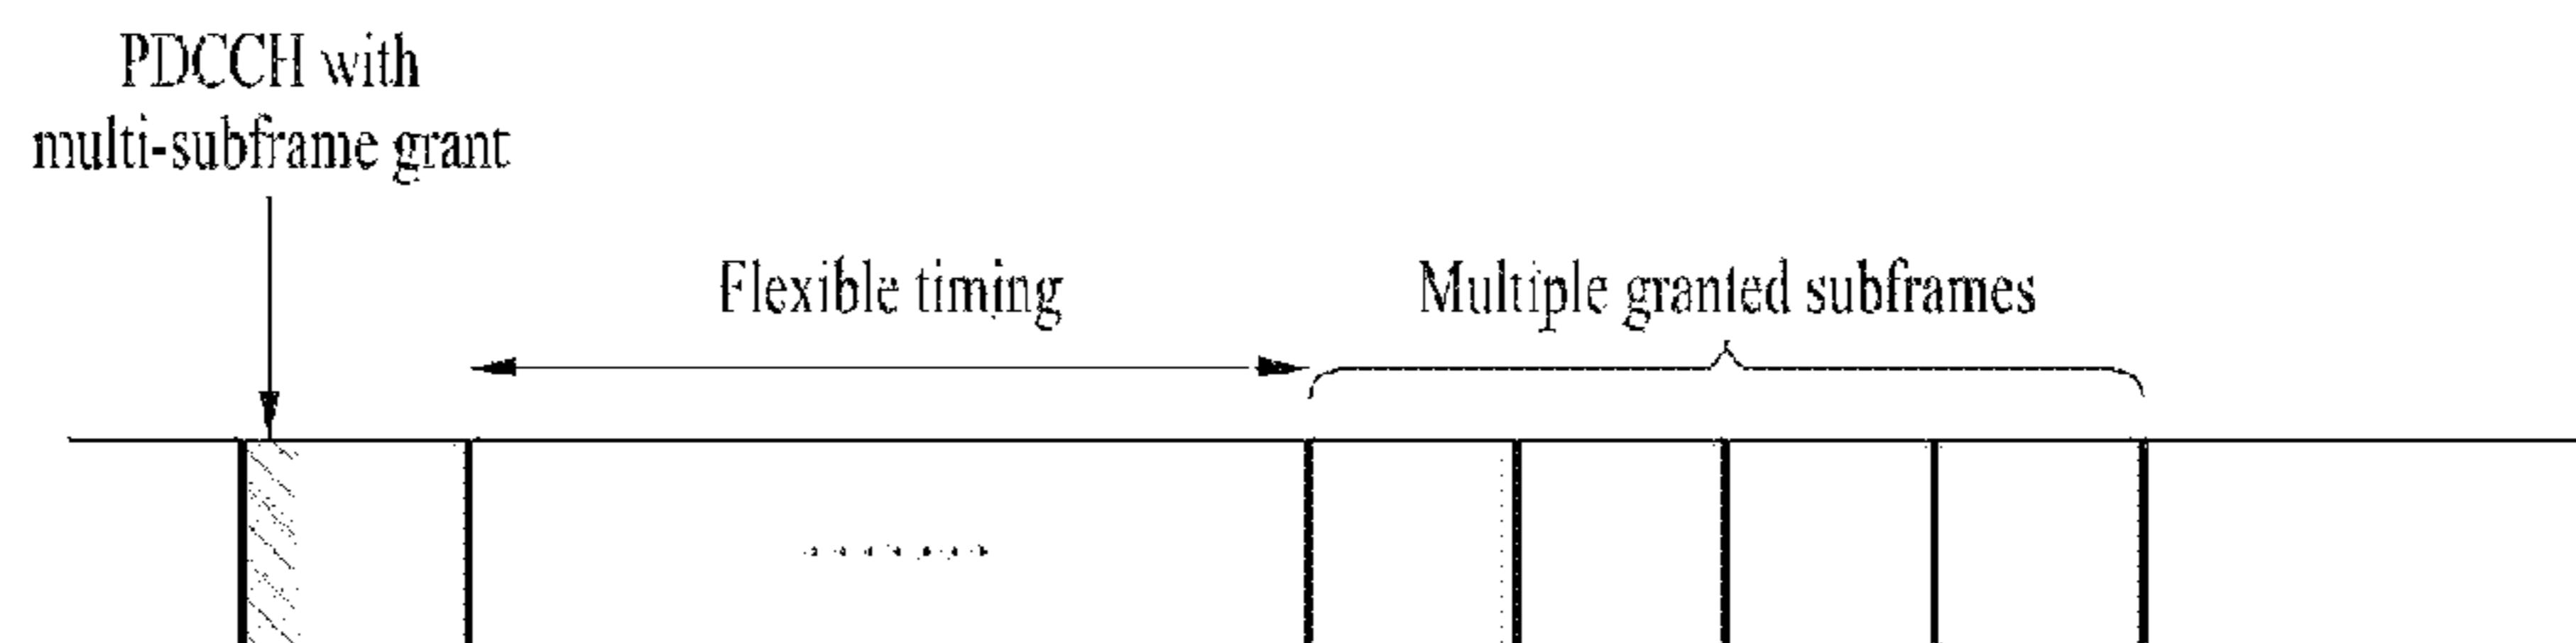 PDCCH with
multi-subframe grant
Flexible timing
Multiple granted subframes